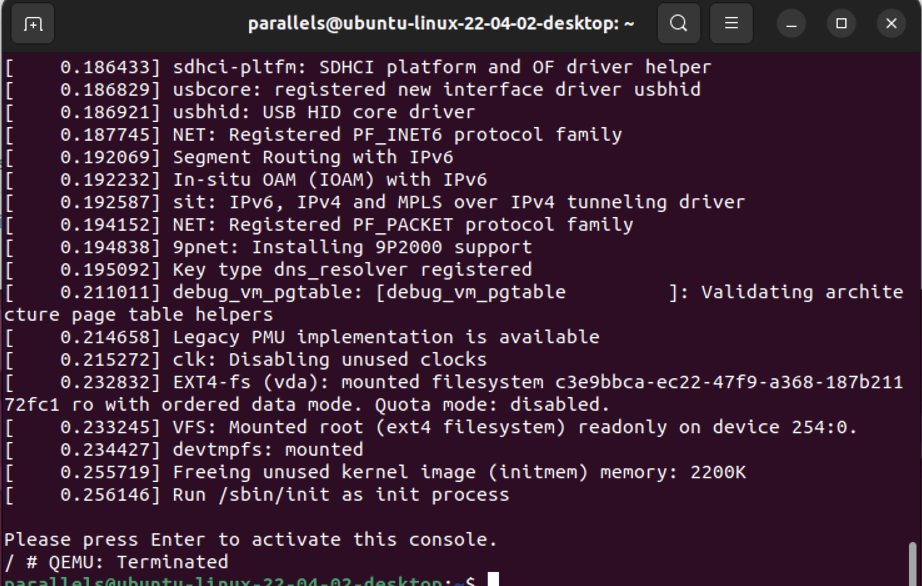 parallels@ubuntu-linux-22-04-02-desktop: ~
[    0.186433] sdhci-pltfm: SDHCI platform and OF driver helper
[    0.186829] usbcore: registered new interface driver usbhid
[    0.186921] usbhid: USB HID core driver
[    0.187745] NET: Registered PF_INET6 protocol family
[    0.192069] Segment Routing with IPv6
[    0.192232] In-situ OAM (IOAM) with IPv6
[    0.192587] sit: IPv6, IPv4 and MPLS over IPv4 tunneling driver
[    0.194152] NET: Registered PF_PACKET protocol family
[    0.194838] 9pnet: Installing 9P2000 support
[    0.195092] Key type dns_resolver registered
[    0.211011] debug_vm_pgtable: [debug_vm_pgtable         ]: Validating archite
cture page table helpers
[    0.214658] Legacy PMU implementation is available
[    0.215272] clk: Disabling unused clocks
[    0.232832] EXT4-fs (vda): mounted filesystem c3e9bbca-ec22-47f9-a368-187b211
72fc1 ro with ordered data mode. Quota mode: disabled.
[    0.233245] VFS: Mounted root (ext4 filesystem) readonly on device 254:0.
[    0.234427] devtmpfs: mounted
[    0.255719] Freeing unused kernel image (initmem) memory: 2200K
[    0.256146] Run /sbin/init as init process
Please press Enter to activate this console.
/ # QEMU: Terminated
parallels@ubuntu-linux-22-04-02-desktop:~$